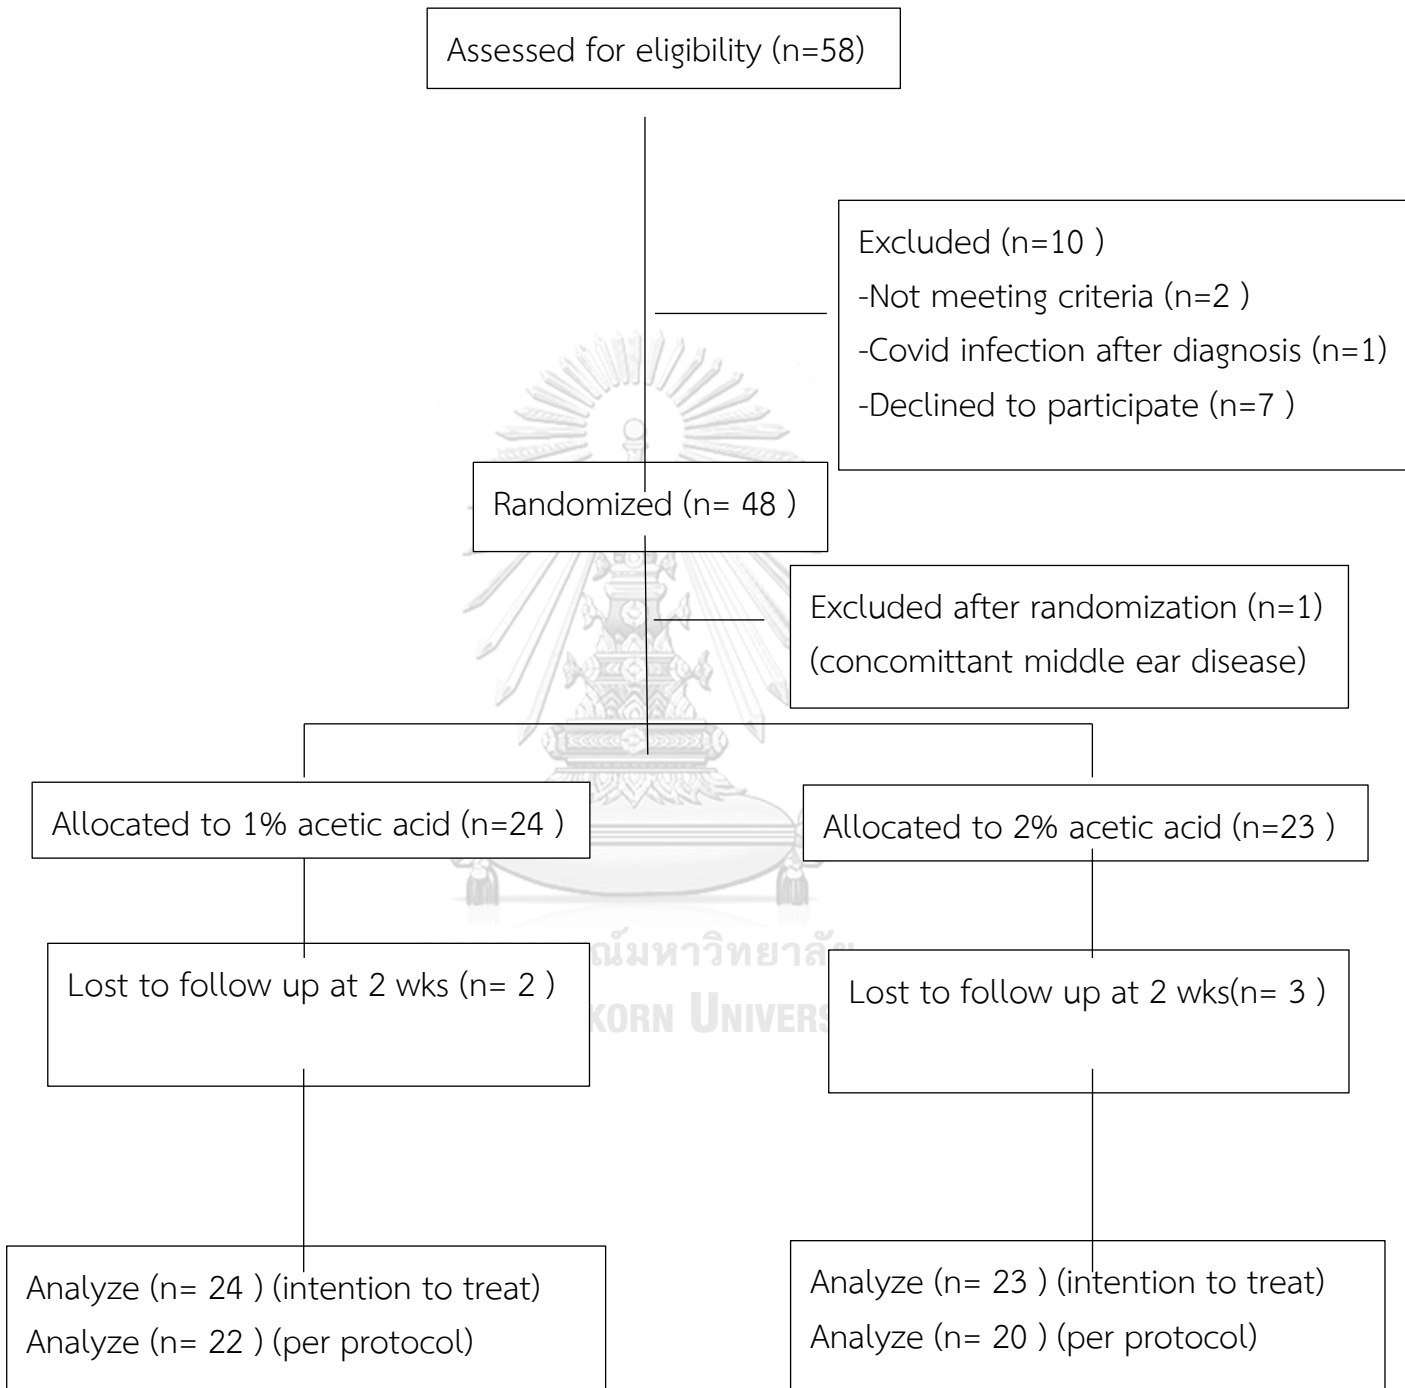 Assessed for eligibility (n=58)
Excluded (n=10 )
-Not meeting criteria (n=2 )
-Covid infection after diagnosis (n=1)
-Declined to participate (n=7 )
Randomized (n= 48 )
Excluded after randomization (n=1)
(concomittant middle ear disease)
Allocated to 1% acetic acid (n=24 )
Allocated to 2% acetic acid (n=23 )
Lost to follow up at 2 wks (n= 2 )
Lost to follow up at 2 wks(n= 3 )
Analyze (n= 24 ) (intention to treat)
Analyze (n= 22 ) (per protocol)
Analyze (n= 23 ) (intention to treat)
Analyze (n= 20 ) (per protocol)